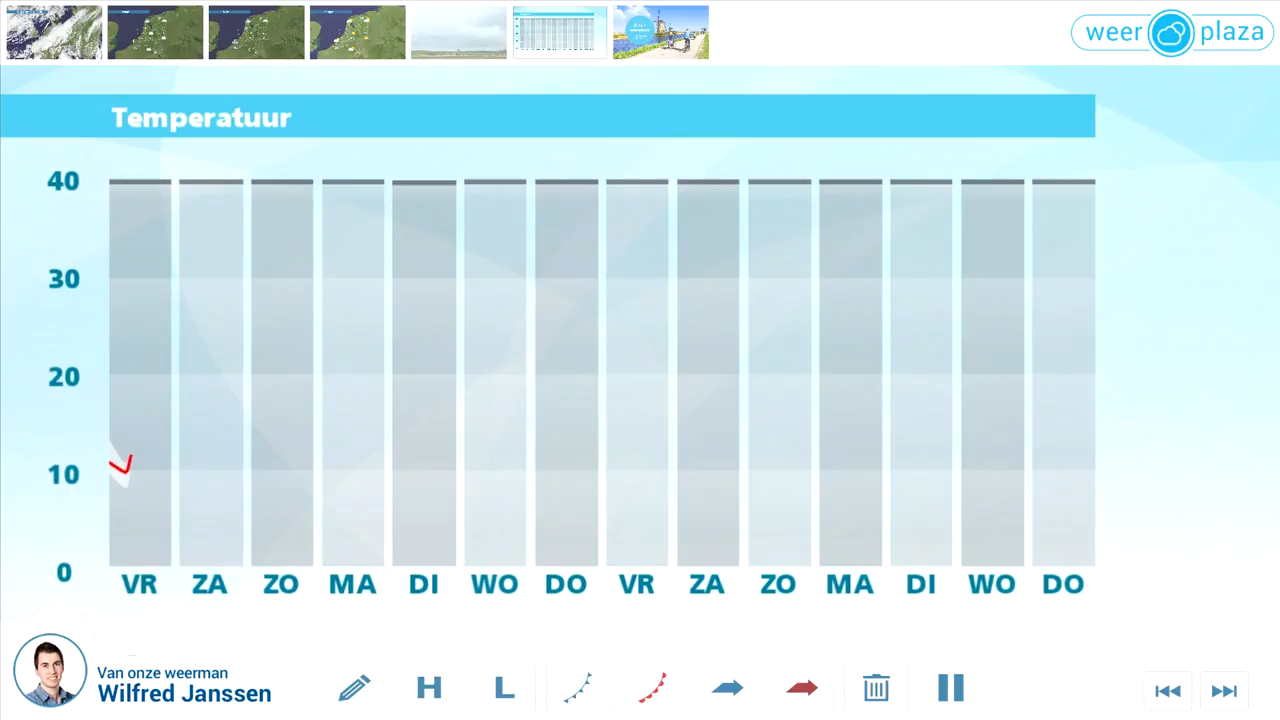 weer plaza
Temperatuur
40
30
20
10
0
VR ZA ZO MA DI WO DO VR ZA ZO MA DI WO DO
Van onze weerman
Wilfred Janssen
H L